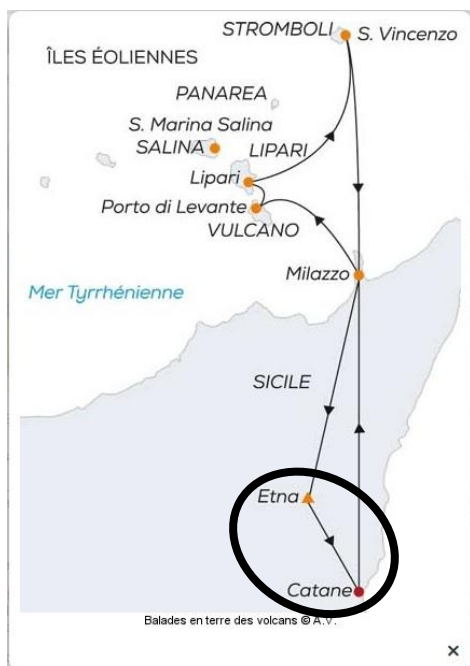 STROMBOLI
S. Vincenzo
ÎLES ÉOLIENNES
PANAREA
S. Marina Salina
SALINA
LIPARI
Lipari
Porto di Levante
VULCANO
Milazzo
Mer Tyrrhénienne
SICILE
Etna
Catane
Balades en terre des volcans © A.V.